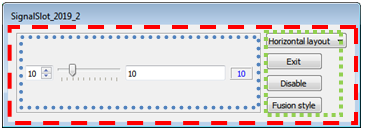 SignalSlot_2019_2
Horizontal layout
Exit
10 10 10
Disable
Fusion style